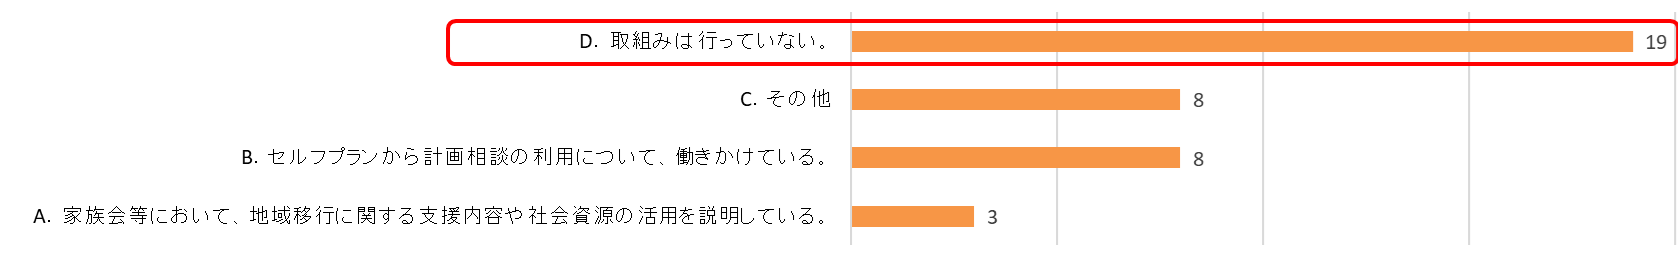 D. 取組みは行っていない。 19
C. その他 8
B. セルフプランから計画相談の利用について、働きかけている。 8
A. 家族会等において、地域移行に関する支援内容や社会資源の活用を説明している。 3